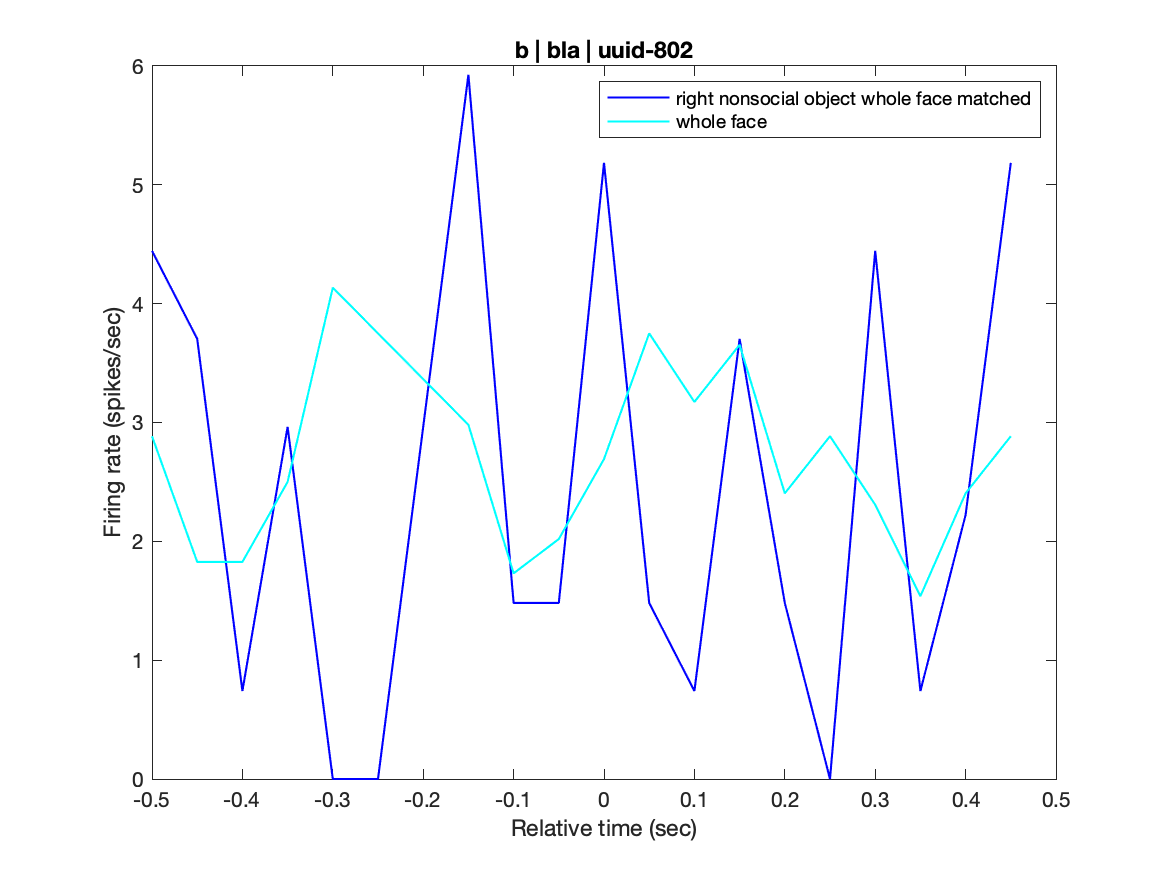 b | bla | uuid-802
right nonsocial object whole face matched
whole face
Firing rate (spikes/sec)
6
5
4
3
2
1
0
-0.5 -0.4 -0.3 -0.2 -0.1 0 0.1 0.2 0.3 0.4 0.5
Relative time (sec)